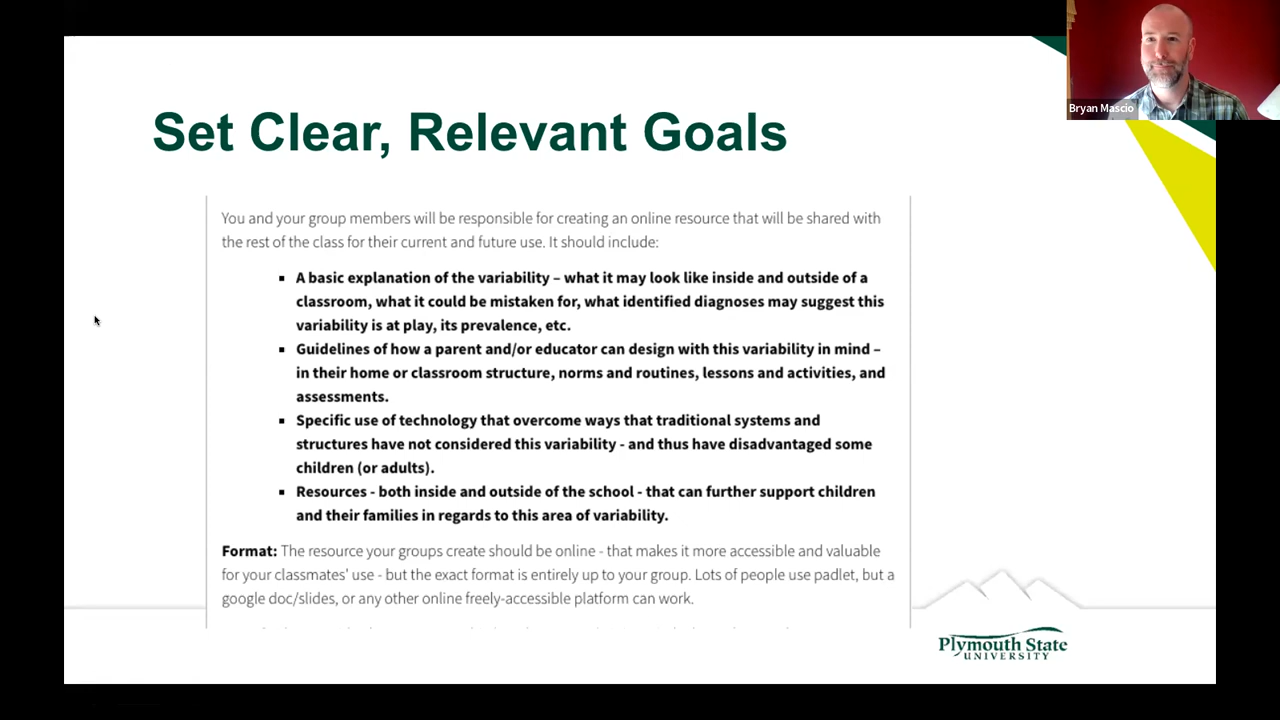 Bryan Mascio
Set Clear, Relevant Goals
You and your group members will be responsible for creating an online resource that will be shared with
the rest of the class for their current and future use. It should include:
▪ A basic explanation of the variability – what it may look like inside and outside of a
classroom, what it could be mistaken for, what identified diagnoses may suggest this
variability is at play, its prevalence, etc.
▪ Guidelines of how a parent and/or educator can design with this variability in mind –
in their home or classroom structure, norms and routines, lessons and activities, and
assessments.
▪ Specific use of technology that overcome ways that traditional systems and
structures have not considered this variability - and thus have disadvantaged some
children (or adults).
▪ Resources - both inside and outside of the school - that can further support children
and their families in regards to this area of variability.
Format: The resource your groups create should be online - that makes it more accessible and valuable
for your classmates' use - but the exact format is entirely up to your group. Lots of people use padlet, but a
google doc/slides, or any other online freely-accessible platform can work.
Plymouth State
UNIVERSITY